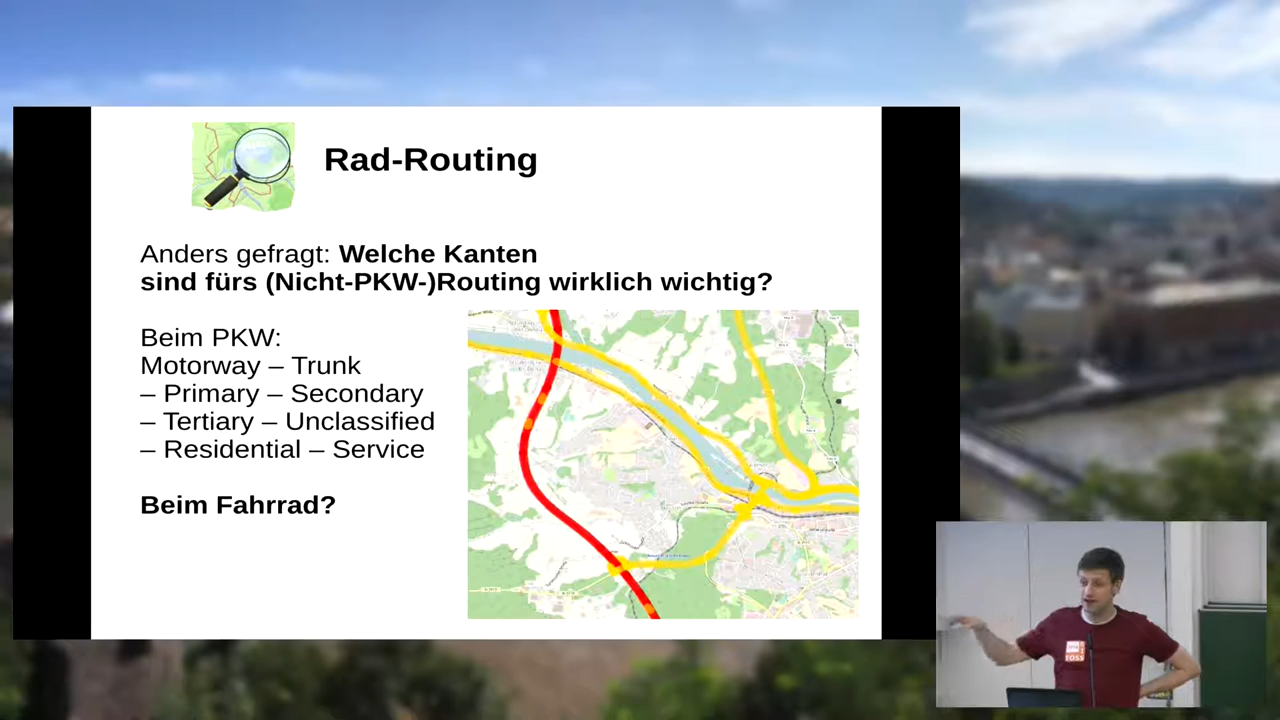 Rad-Routing
Anders gefragt: Welche Kanten
sind fürs (Nicht-PKW-)Routing wirklich wichtig?
Beim PKW:
Motorway – Trunk
– Primary – Secondary
– Tertiary – Unclassified
– Residential – Service
Beim Fahrrad?
FOSS